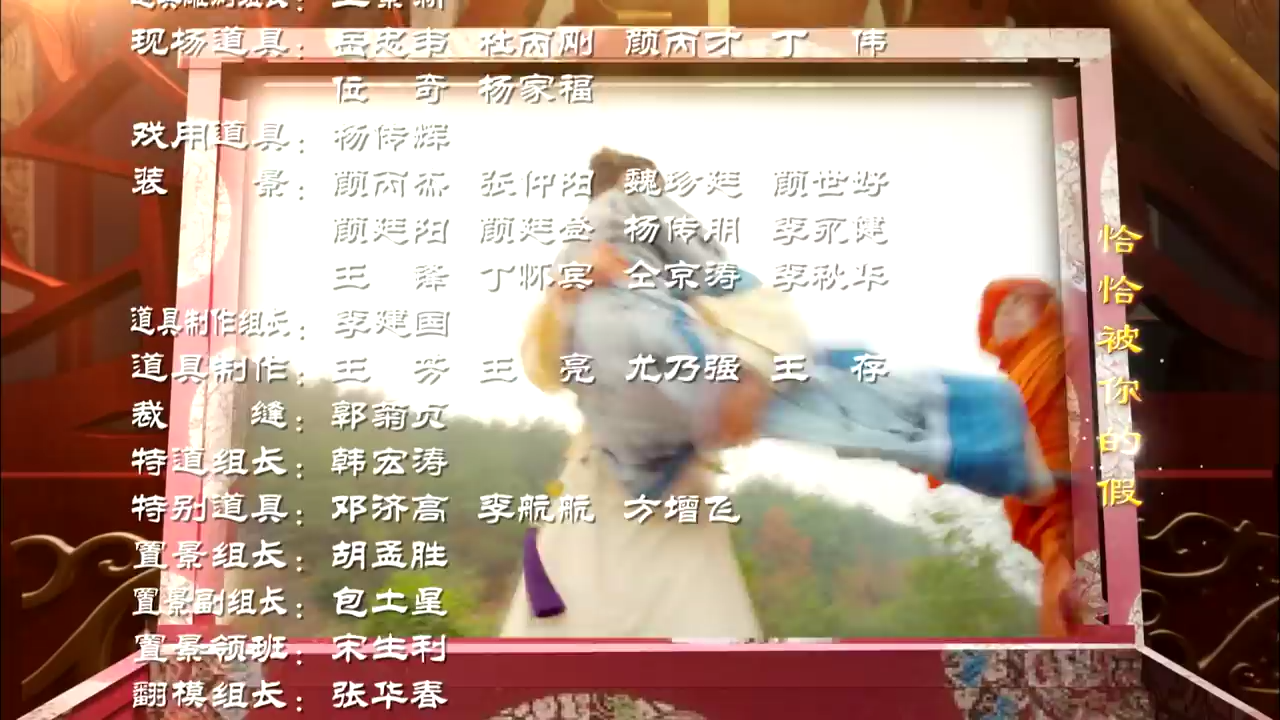 现场道具：岳忠书 杜丙刚 颜丙才 丁 伟
位 奇 杨家福
戏用道具：杨传辉
装 景：颜丙杰 张仲阳 魏珍廷 颜世好
颜廷阳 颜廷益 杨传朋 李永健
王 锋 丁怀宾 仝京涛 李秋华
道具制作组长：李建国
道具制作：王 芳 王 亮 尤乃强 王 存
裁 缝：郭菊贞
特道组长：韩宏涛
特别道具：邓济高 李航航 方增飞
置景组长：胡孟胜
置景副组长：包土星
置景领班：宋生利
翻模组长：张华春
恰恰被你的假